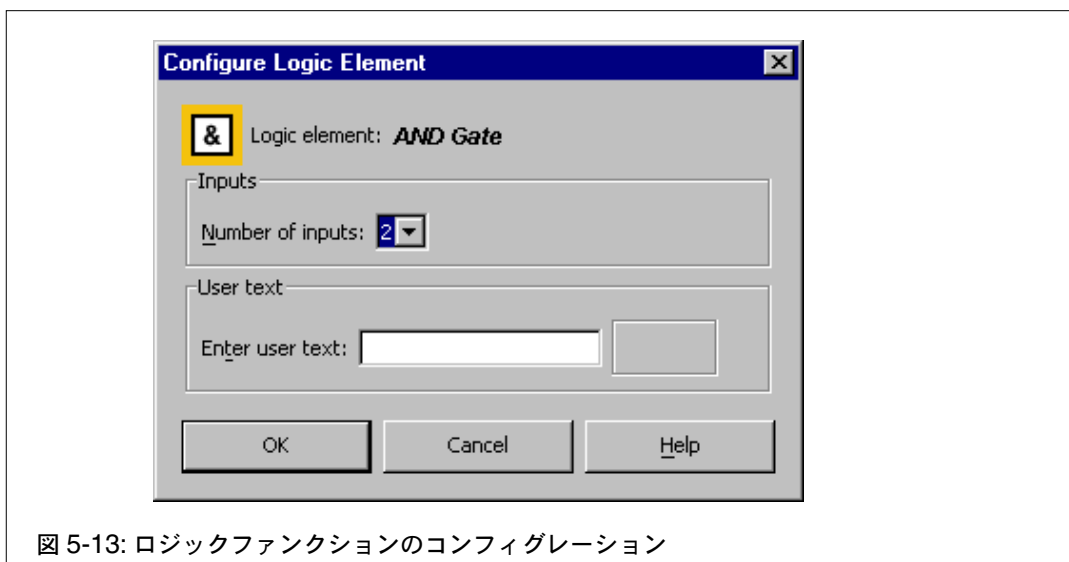 Configure Logic Element
& Logic element: AND Gate
Inputs
Number of inputs: 2
User text
Enter user text:
OK Cancel Help
図 5-13: ロジックファンクションのコンフィグレーション